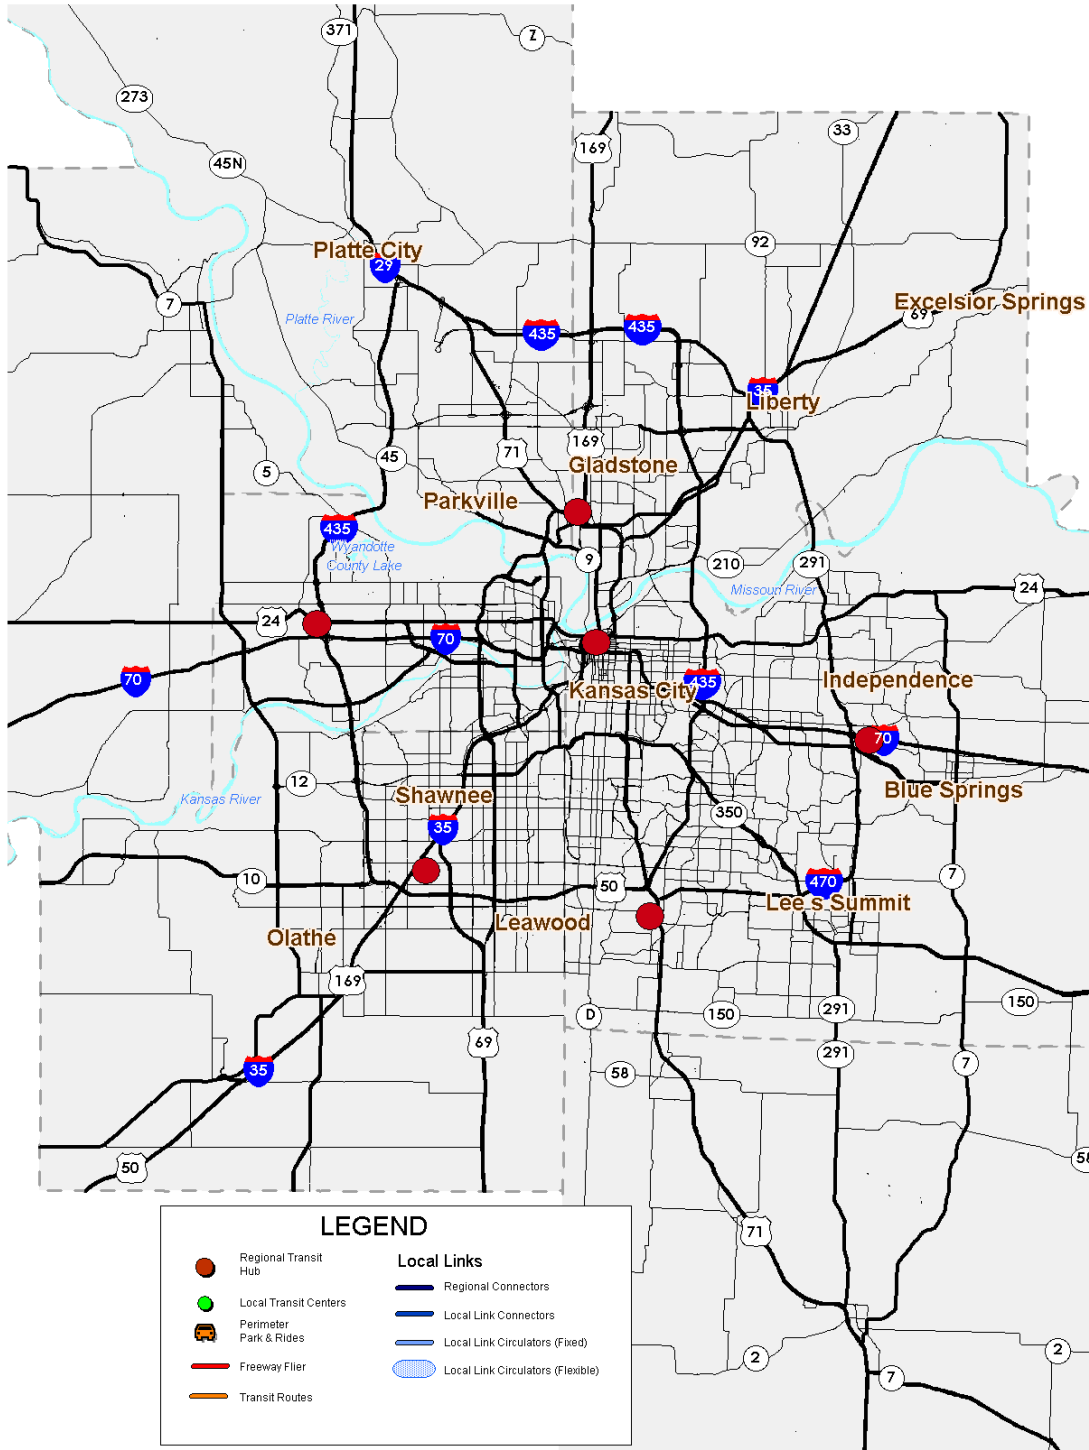 371
Z
273
33
169
45N
92
Platte City
29
Excelsior Springs
7
69
Platte River
435
435
35
Liberty
169
71
45
Gladstone
5
Parkville
435
Wyandotte
County Lake
9
210
291
Missouri River
24
24
70
70
Kansas City
435
Independence
70
12
Kansas River
Shawnee
Blue Springs
35
350
10
50
470
7
Lee s Summit
Leawood
Olathe
169
150
D
150
291
69
291
35
58
7
50
58
71
2
2
7
LEGEND
Regional Transit
Hub
Local Transit Centers
Perimeter
Park & Rides
Freeway Flier
Transit Routes
Local Links
Regional Connectors
Local Link Connectors
Local Link Circulators (Fixed)
Local Link Circulators (Flexible)